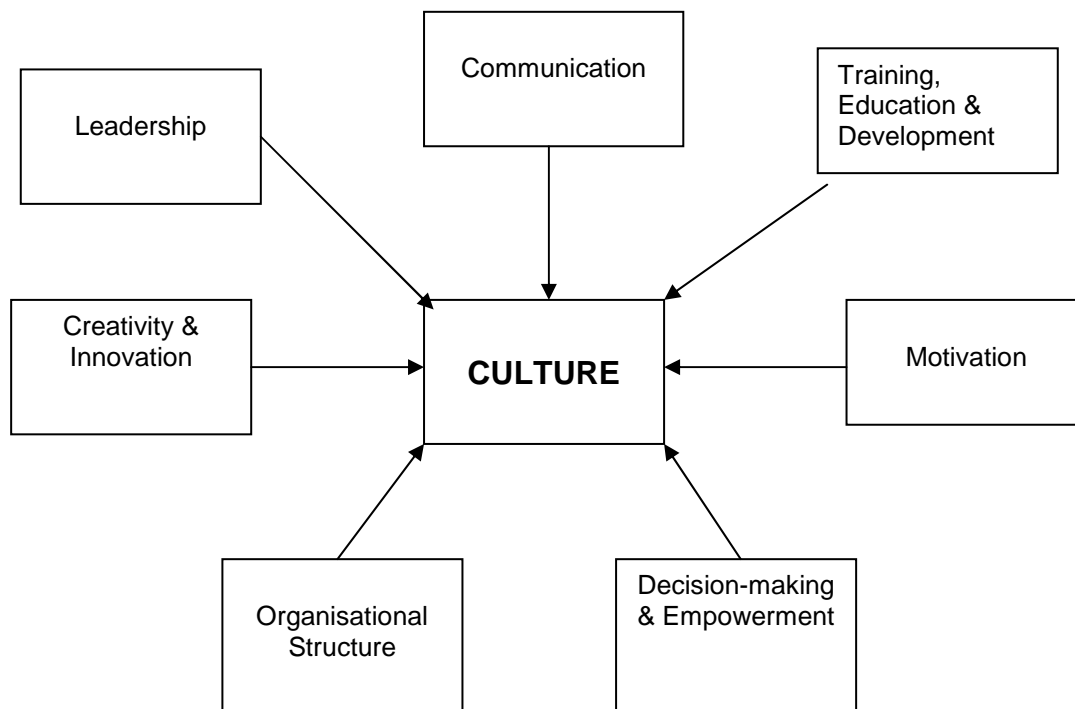 Communication
Training,
Education &
Development
Leadership
Creativity &
Innovation
CULTURE
Motivation
Organisational
Structure
Decision-making
& Empowerment